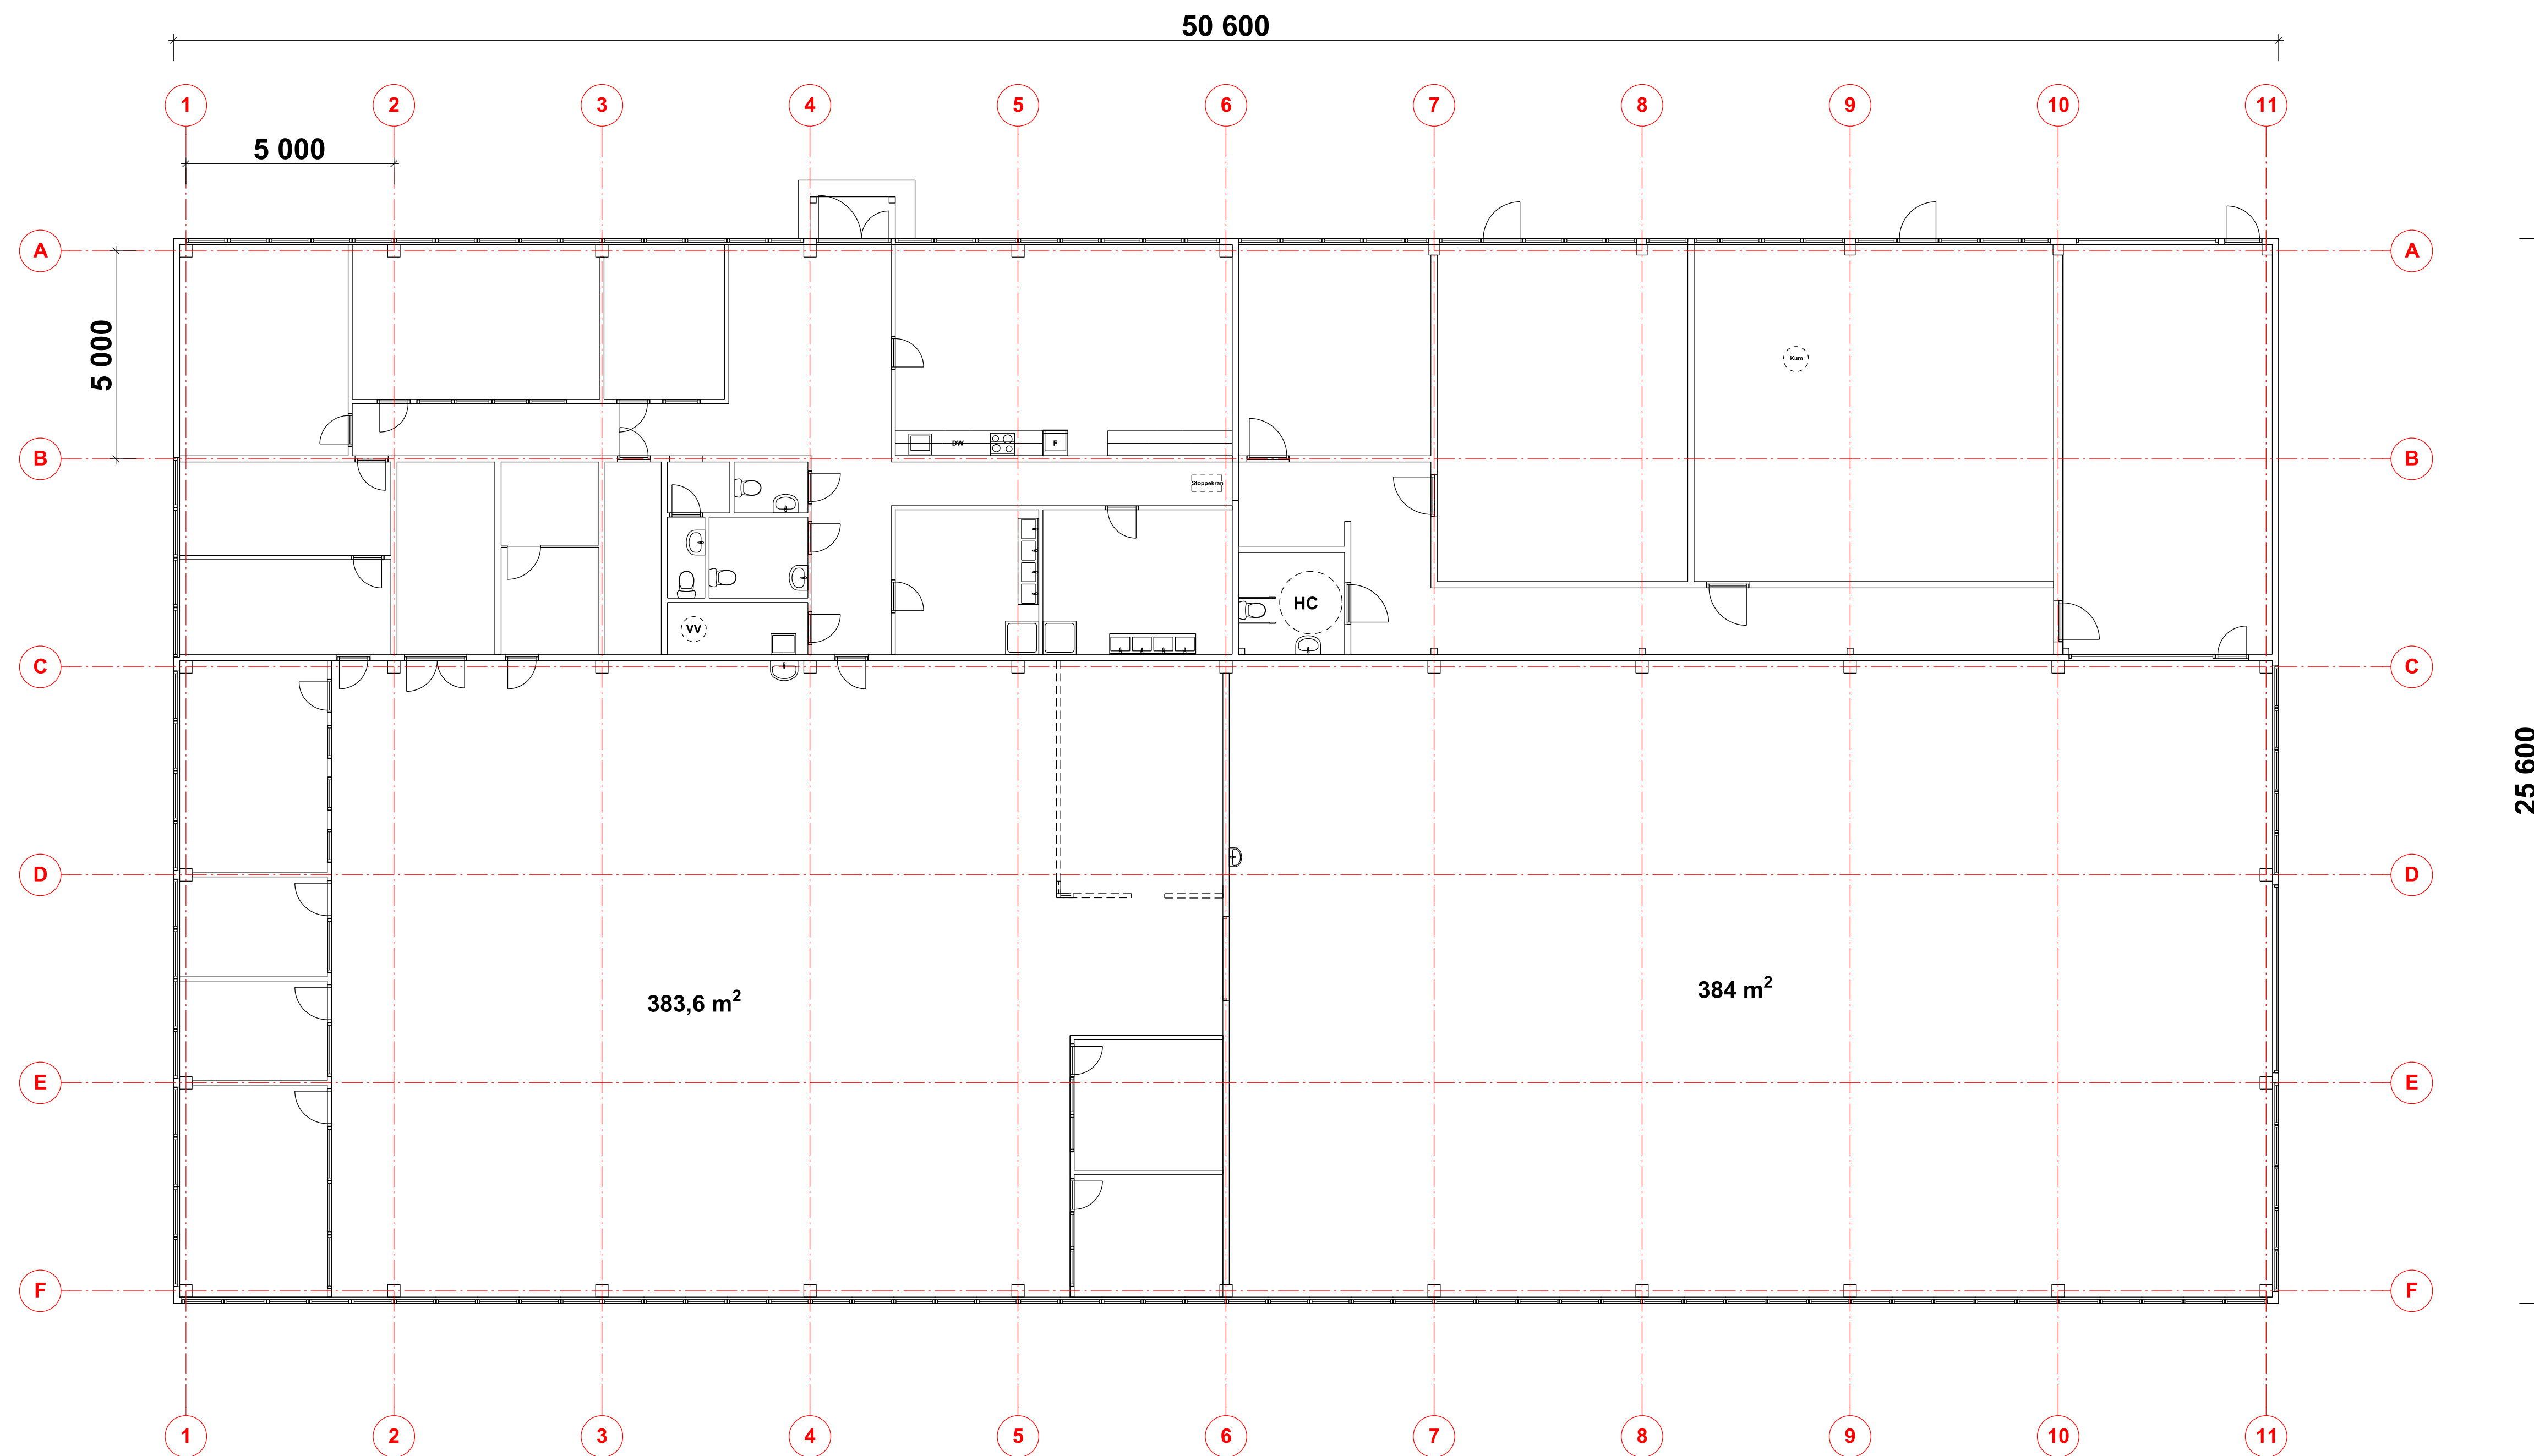 50 600
1 2 3 4 5 6 7 8 9 10 11
5 000
A A
5 000
Kum
B DW F B
Stoppekran
HC
VV
C C
25 600
D D
383,6 m² 384 m²
E E
F F
1 2 3 4 5 6 7 8 9 10 11